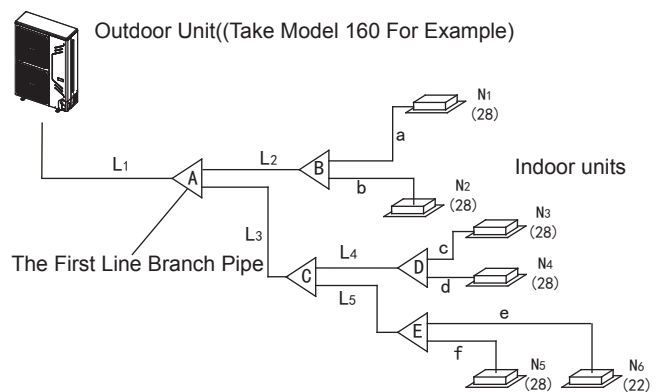 Outdoor Unit((Take Model 160 For Example)
N1
(28)
a
L1
L2
A
B
b
N2
(28)
Indoor units
L3
The First Line Branch Pipe
L4
C
L5
D
c
d
N3
(28)
N4
(28)
E
e
f
N5
(28)
N6
(22)